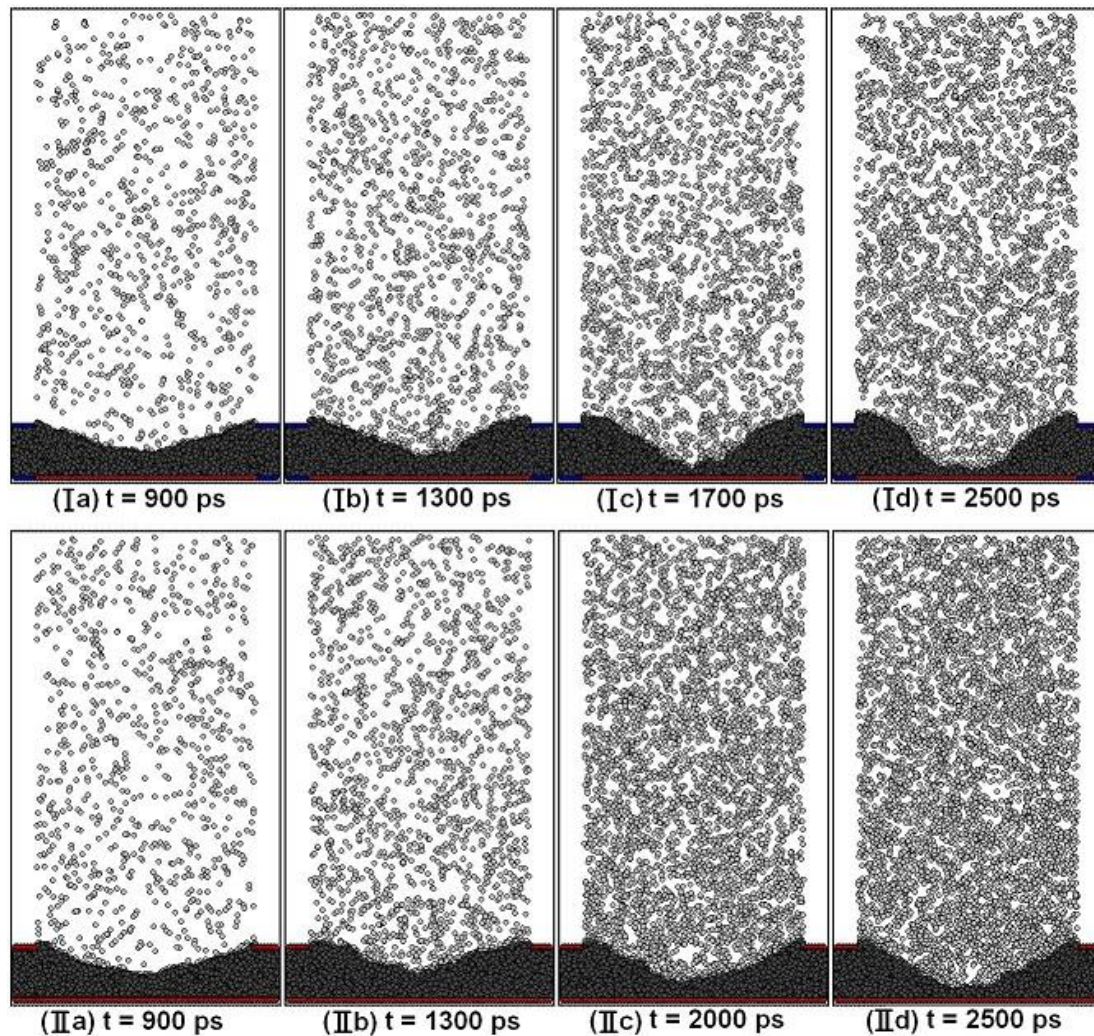 (Ia) t = 900 ps (Ib) t = 1300 ps (Ic) t = 1700 ps (Id) t = 2500 ps
(IIa) t = 900 ps (IIb) t = 1300 ps (IIc) t = 2000 ps (IId) t = 2500 ps